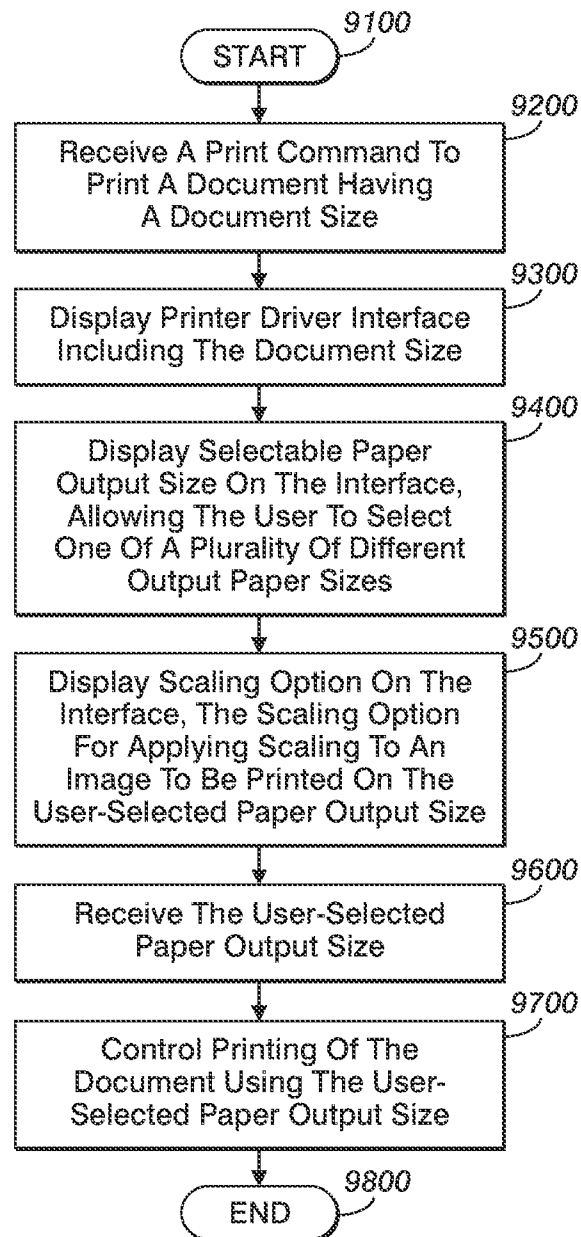 9100
START
9200
Receive A Print Command To
Print A Document Having
A Document Size
9300
Display Printer Driver Interface
Including The Document Size
9400
Display Selectable Paper
Output Size On The Interface,
Allowing The User To Select
One Of A Plurality Of Different
Output Paper Sizes
9500
Display Scaling Option On The
Interface, The Scaling Option
For Applying Scaling To An
Image To Be Printed On The
User-Selected Paper Output Size
9600
Receive The User-Selected
Paper Output Size
9700
Control Printing Of The
Document Using The User-
Selected Paper Output Size
9800
END